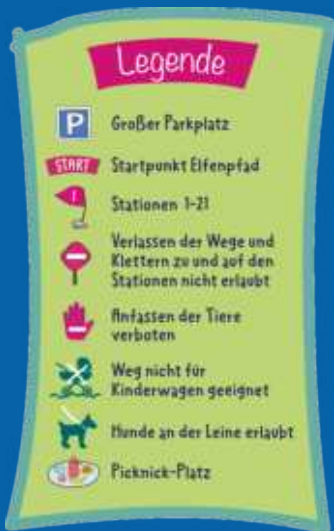 Legende
P Großer Parkplatz
START Startpunkt Elfenpfad
1 Stationen 1-21
Verlassen der Wege und
Klettern zu und auf den
Stationen nicht erlaubt
Anfassen der Tiere
verboten
Weg nicht für
Kinderwagen geeignet
Hunde an der Leine erlaubt
Picknick-Platz